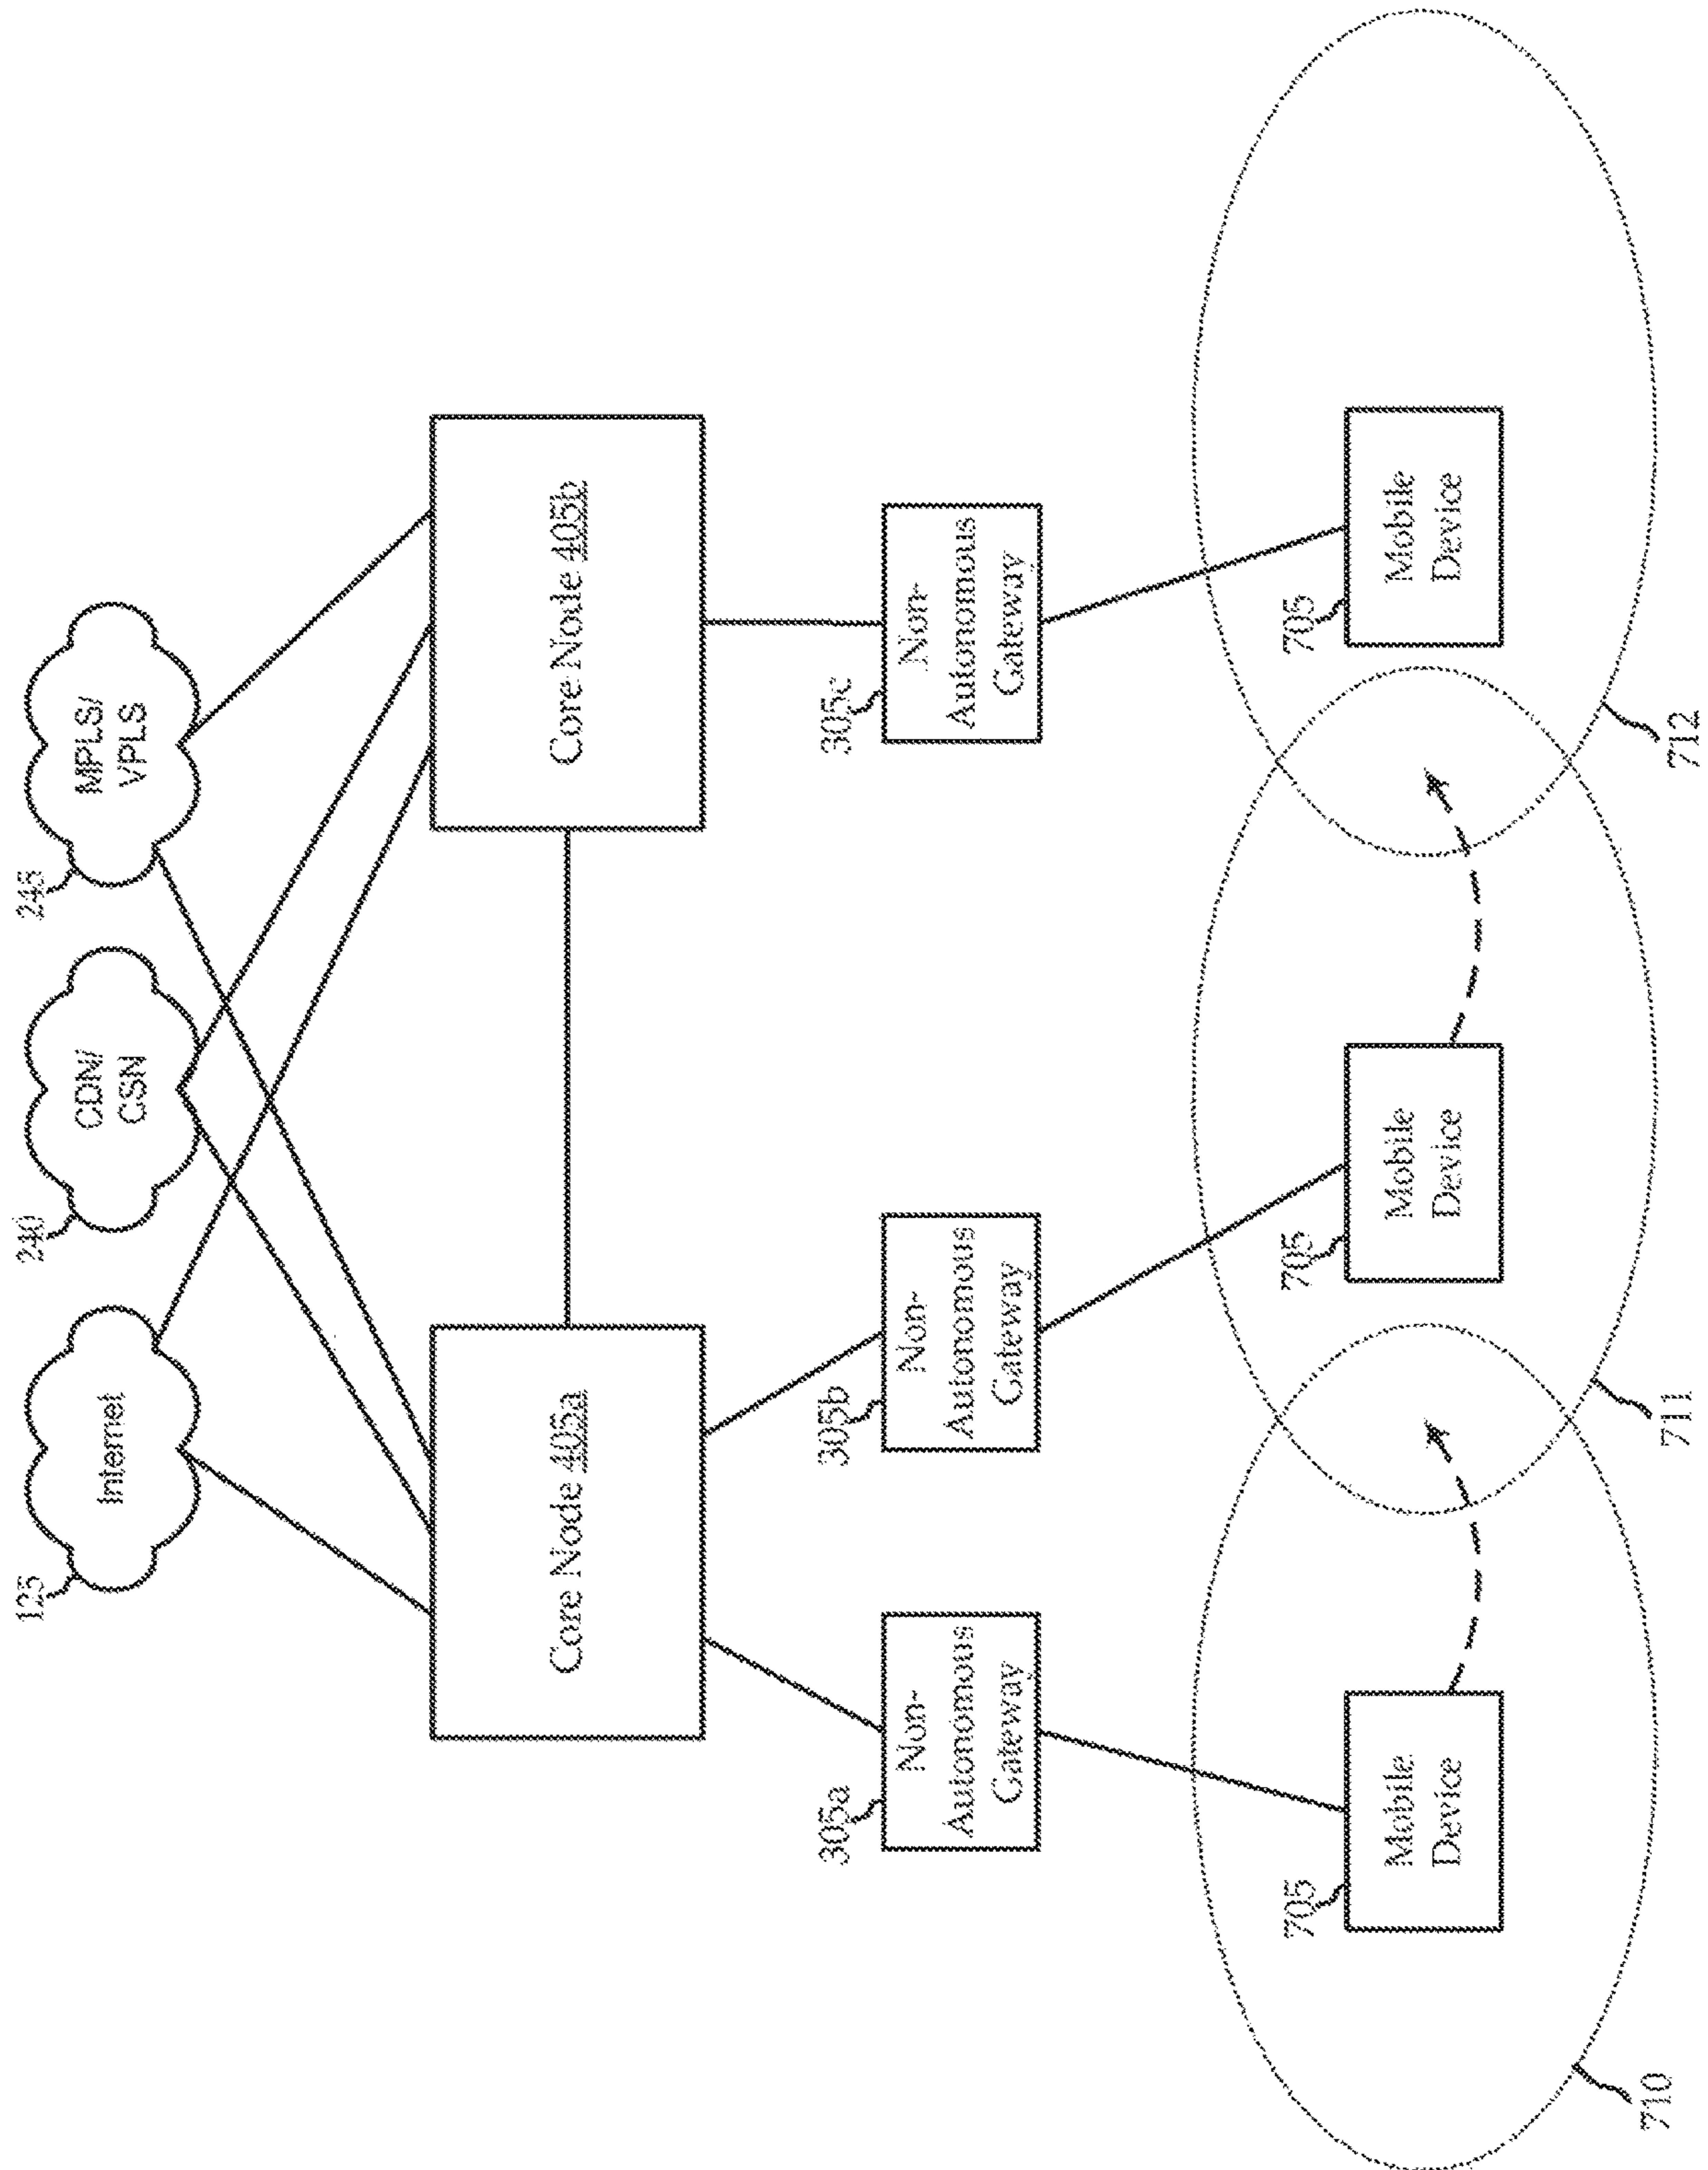 125
Internet
240
CDN/
CSN
245
MPLS/
VPLS
Core Node 405a
Core Node 405b
305a
Non-
Autonomous
Gateway
305b
Non-
Autonomous
Gateway
305c
Non-
Autonomous
Gateway
705
Mobile
Device
705
Mobile
Device
705
Mobile
Device
710
711
712